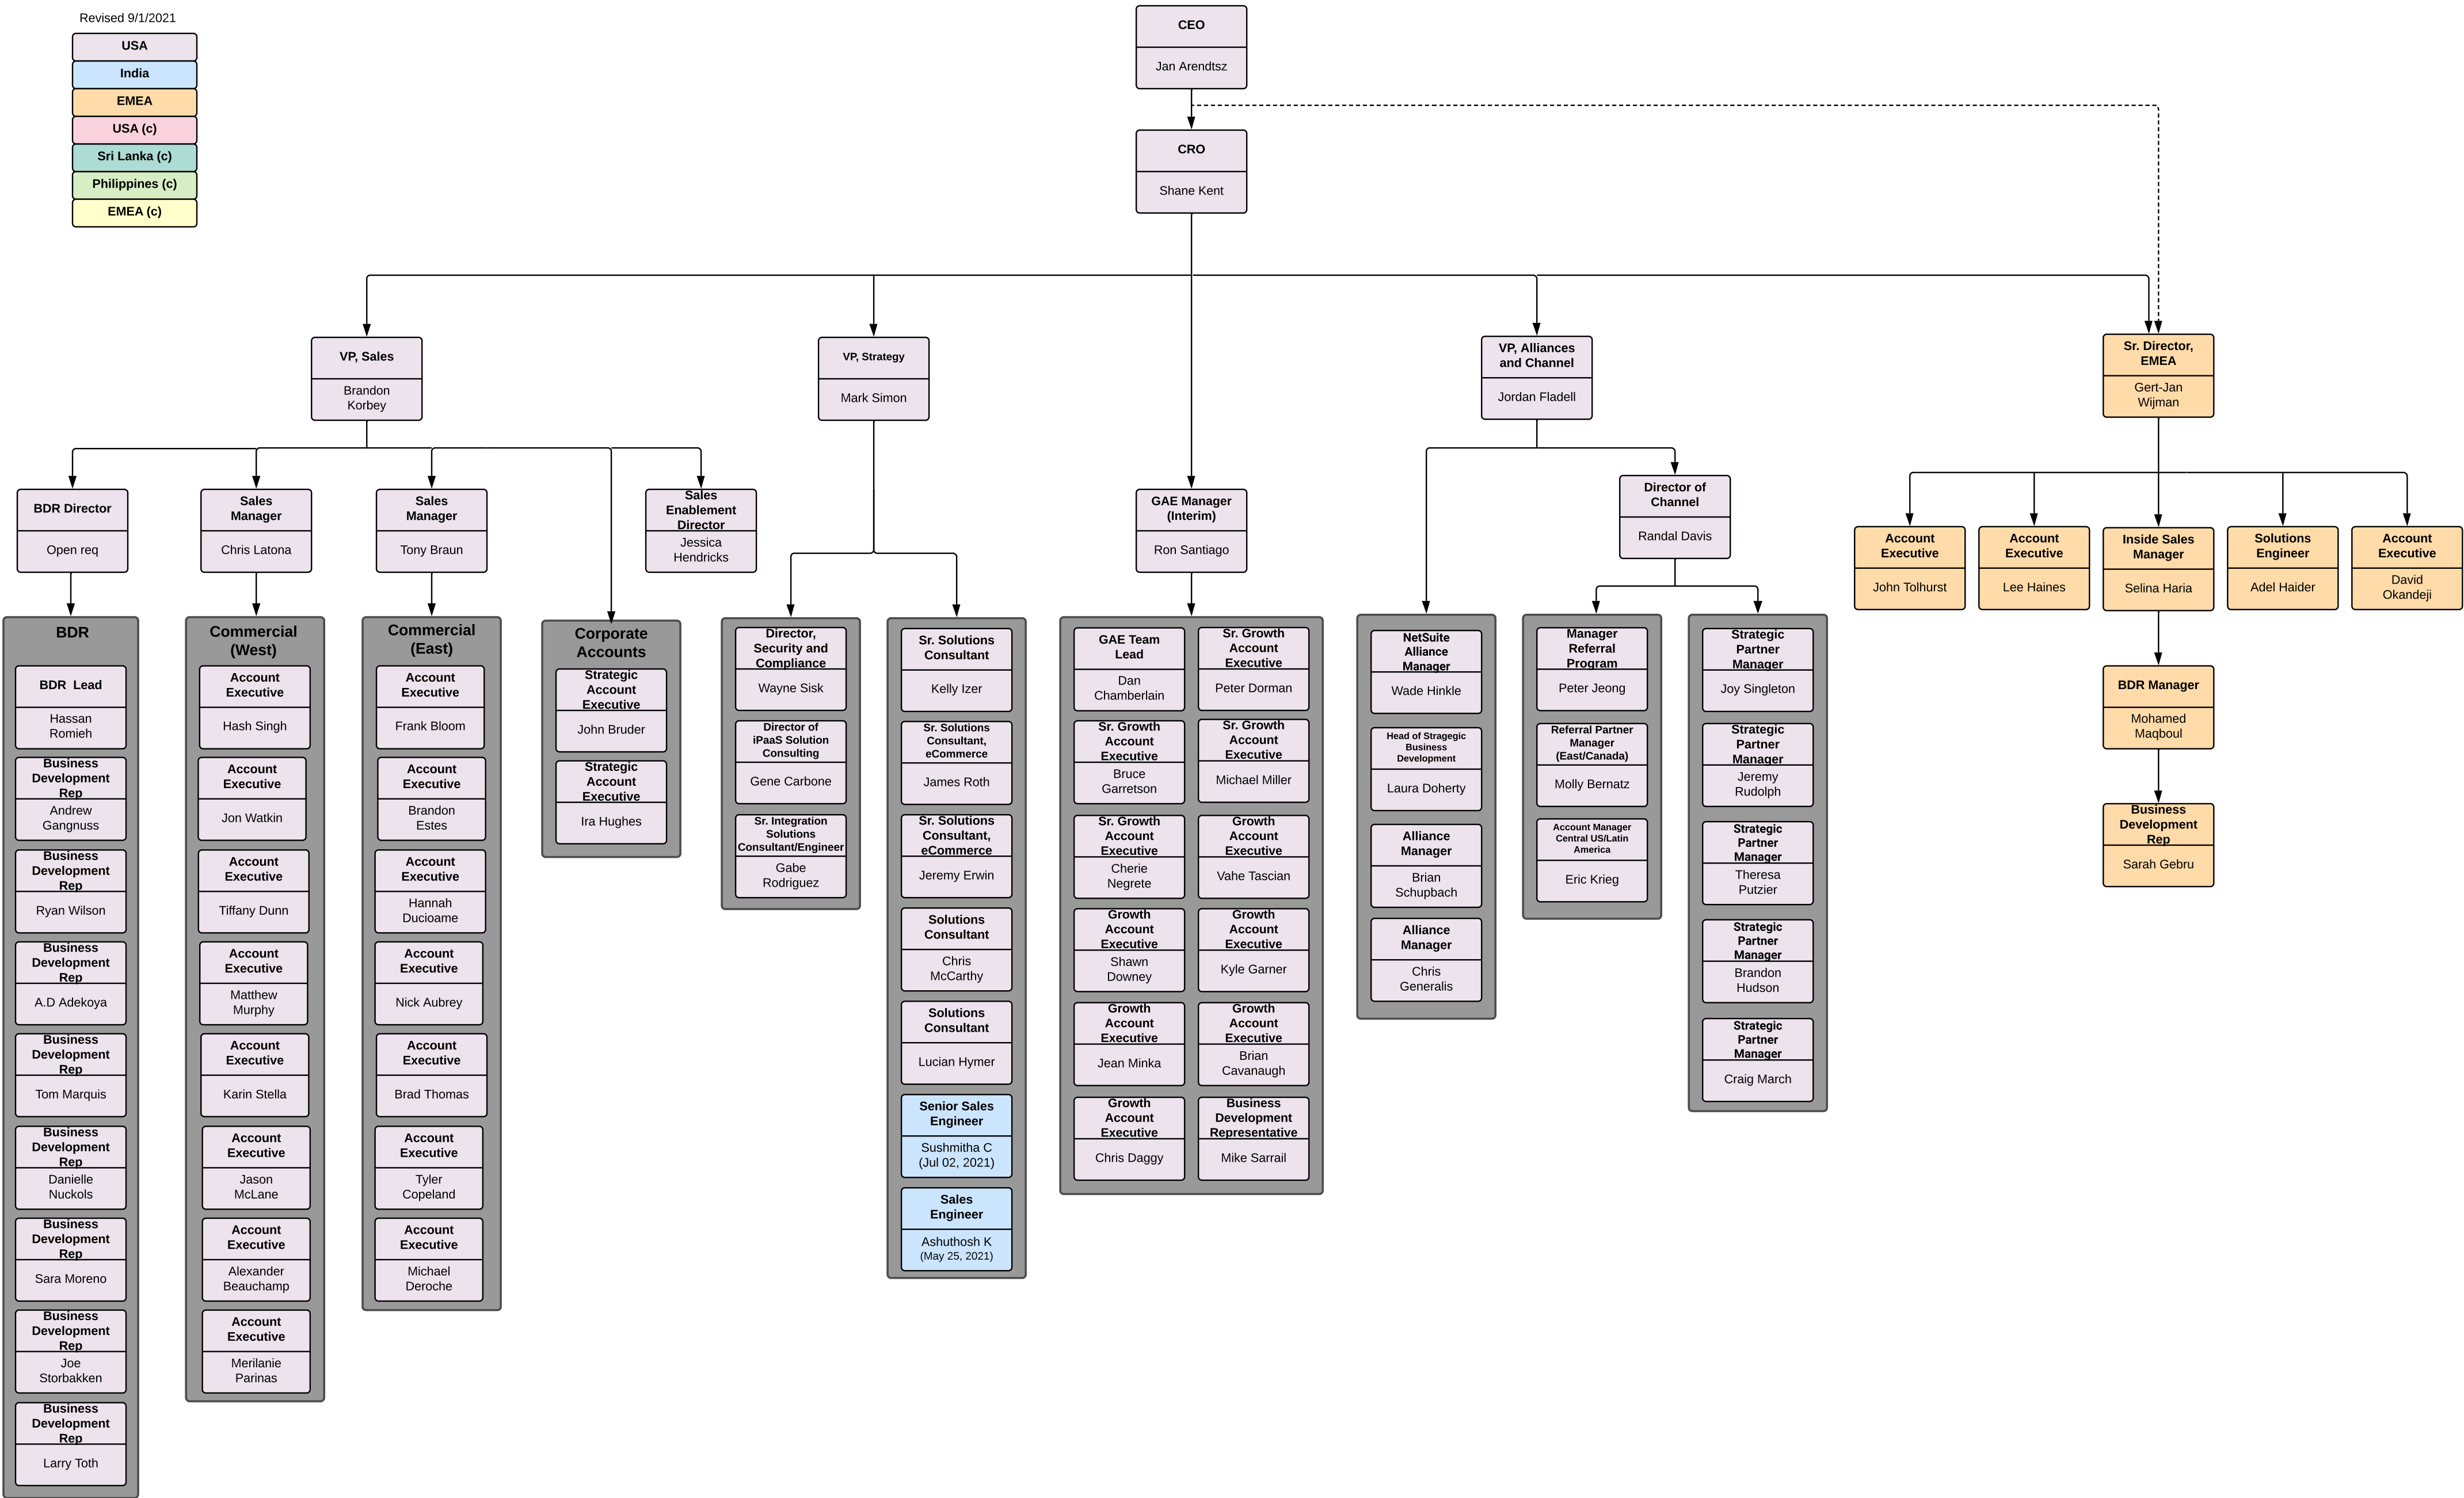 Revised 9/1/2021
USA
India
EMEA
USA (c)
Sri Lanka (c)
Philippines (c)
EMEA (c)
CEO
Jan Arendtsz
CRO
Shane Kent
VP, Sales
Brandon
Korbey
VP, Strategy
Mark Simon
VP, Alliances
and Channel
Jordan Fladell
Sr. Director,
EMEA
Gert-Jan
Wijman
BDR Director
Open req
Sales
Manager
Chris Latona
Sales
Manager
Tony Braun
Sales
Enablement
Director
Jessica
Hendricks
GAE Manager
(Interim)
Ron Santiago
Director of
Channel
Randal Davis
Account
Executive
John Tolhurst
Account
Executive
Lee Haines
Inside Sales
Manager
Selina Haria
Solutions
Engineer
Adel Haider
Account
Executive
David
Okandeji
BDR
BDR  Lead
Hassan
Romieh
Business
Development
Rep
Andrew
Gangnuss
Business
Development
Rep
Ryan Wilson
Business
Development
Rep
A.D Adekoya
Business
Development
Rep
Tom Marquis
Business
Development
Rep
Danielle
Nuckols
Business
Development
Rep
Sara Moreno
Business
Development
Rep
Joe
Storbakken
Business
Development
Rep
Larry Toth
Commercial
(West)
Account
Executive
Hash Singh
Account
Executive
Jon Watkin
Account
Executive
Tiffany Dunn
Account
Executive
Matthew
Murphy
Account
Executive
Karin Stella
Account
Executive
Jason
McLane
Account
Executive
Alexander
Beauchamp
Account
Executive
Merilanie
Parinas
Commercial
(East)
Account
Executive
Frank Bloom
Account
Executive
Brandon
Estes
Account
Executive
Hannah
Ducioame
Account
Executive
Nick Aubrey
Account
Executive
Brad Thomas
Account
Executive
Tyler
Copeland
Account
Executive
Michael
Deroche
Corporate
Accounts
Strategic
Account
Executive
John Bruder
Strategic
Account
Executive
Ira Hughes
Director,
Security and
Compliance
Wayne Sisk
Director of
iPaaS Solution
Consulting
Gene Carbone
Sr. Integration
Solutions
Consultant/Engineer
Gabe
Rodriguez
Sr. Solutions
Consultant
Kelly Izer
Sr. Solutions
Consultant,
eCommerce
James Roth
Sr. Solutions
Consultant,
eCommerce
Jeremy Erwin
Solutions
Consultant
Chris
McCarthy
Solutions
Consultant
Lucian Hymer
Senior Sales
Engineer
Sushmitha C
(Jul 02, 2021)
Sales
Engineer
Ashuthosh K
(May 25, 2021)
GAE Team
Lead
Dan
Chamberlain
Sr. Growth
Account
Executive
Peter Dorman
Sr. Growth
Account
Executive
Bruce
Garretson
Sr. Growth
Account
Executive
Michael Miller
Sr. Growth
Account
Executive
Cherie
Negrete
Growth
Account
Executive
Vahe Tascian
Growth
Account
Executive
Shawn
Downey
Growth
Account
Executive
Kyle Garner
Growth
Account
Executive
Jean Minka
Growth
Account
Executive
Brian
Cavanaugh
Growth
Account
Executive
Chris Daggy
Business
Development
Representative
Mike Sarrail
NetSuite
Alliance
Manager
Wade Hinkle
Head of Stragegic
Business
Development
Laura Doherty
Alliance
Manager
Brian
Schupbach
Alliance
Manager
Chris
Generalis
Manager
Referral
Program
Peter Jeong
Referral Partner
Manager
(East/Canada)
Molly Bernatz
Account Manager
Central US/Latin
America
Eric Krieg
Strategic
Partner
Manager
Joy Singleton
Strategic
Partner
Manager
Jeremy
Rudolph
Strategic
Partner
Manager
Theresa
Putzier
Strategic
Partner
Manager
Brandon
Hudson
Strategic
Partner
Manager
Craig March
BDR Manager
Mohamed
Maqboul
Business
Development
Rep
Sarah Gebru